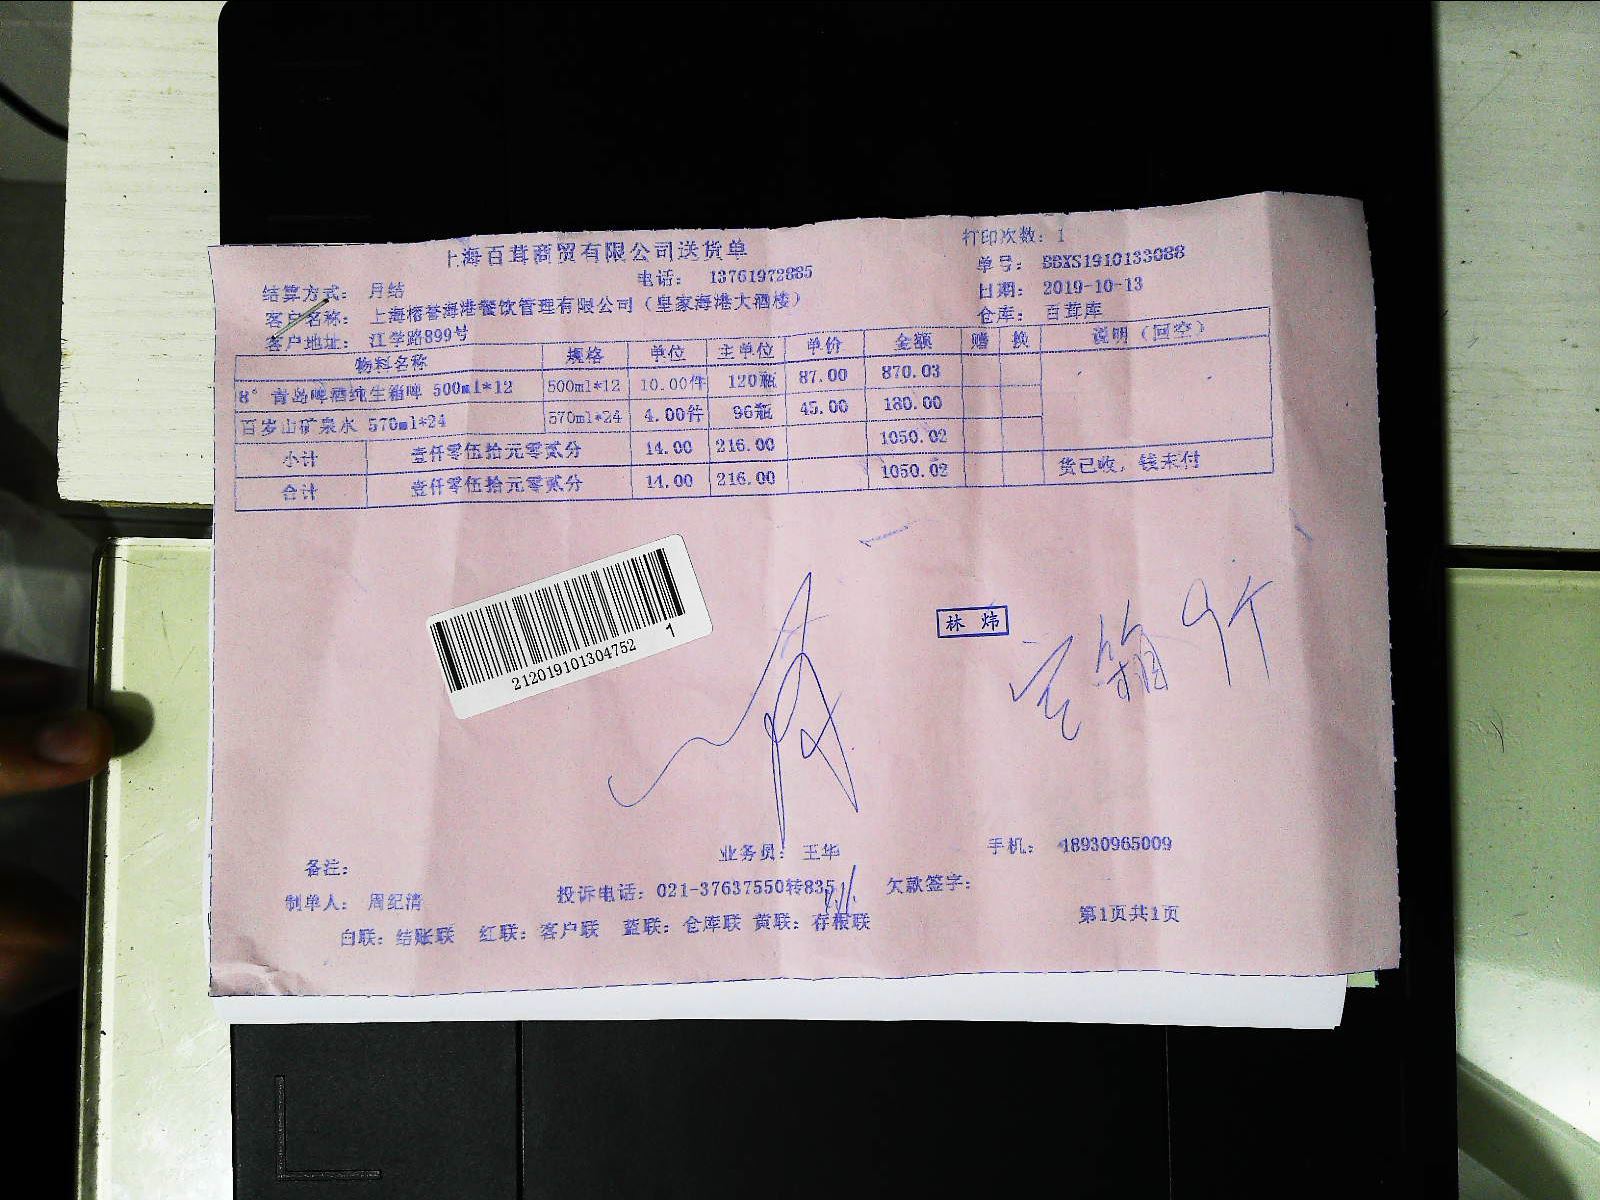 上海百茸商贸有限公司送货单
打印次数：1
结算方式：月结 电话：13761972885 单号：BBXS1910133088
客户名称：上海榕誉海港餐饮管理有限公司（皇家海港大酒楼） 日期：2019-10-13
客户地址：江学路899号 仓库：百茸库
物料名称 规格 单位 主单位 单价 金额 赠 换 说明（回空）
8°青岛啤酒纯生箱啤 500ml*12 500ml*12 10.00件 120瓶 87.00 870.03
百岁山矿泉水 570ml*24 570ml*24 4.00件 96瓶 45.00 180.00
小计 壹仟零伍拾元零贰分 14.00 216.00 1050.02
合计 壹仟零伍拾元零贰分 14.00 216.00 1050.02 货已收，钱未付
212019101304752 1
林炜
备注： 业务员：王华 手机：18930965009
制单人：周纪清 投诉电话：021-37637550转835 欠款签字：
白联：结账联 红联：客户联 蓝联：仓库联 黄联：存根联 第1页共1页